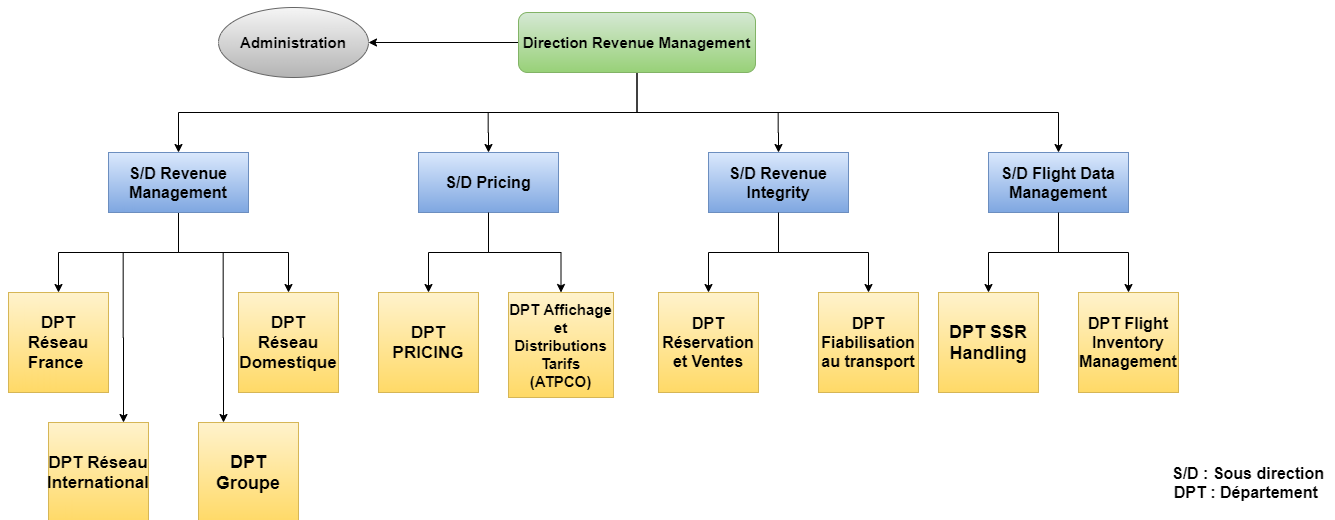 Administration
Direction Revenue Management
S/D Revenue
Management
S/D Pricing
S/D Revenue
Integrity
S/D Flight Data
Management
DPT
Réseau
France
DPT
Réseau
Domestique
DPT
PRICING
DPT Affichage
et
Distributions
Tarifs
(ATPCO)
DPT
Réservation
et Ventes
DPT
Fiabilisation
au transport
DPT SSR
Handling
DPT Flight
Inventory
Management
DPT Réseau
International
DPT
Groupe
S/D : Sous direction
DPT : Département